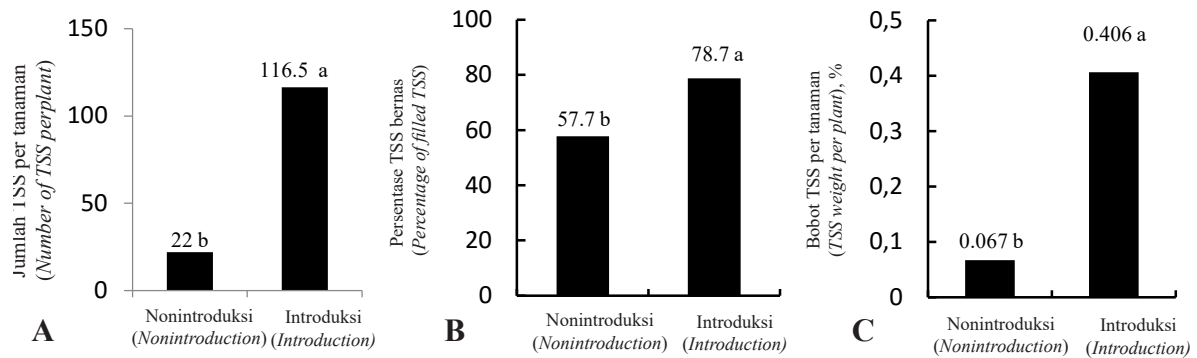 150
100
50
0
Jumlah TSS per tanaman
(Number of TSS perplant)
22 b
116.5 a
Nonintroduksi
(Nonintroduction)
Introduksi
(Introduction)
A
100
80
60
40
20
0
Persentase TSS bernas
(Percentage of filled TSS)
57.7 b
78.7 a
Nonintroduksi
(Nonintroduction)
Introduksi
(Introduction)
B
0,5
0,4
0,3
0,2
0,1
0
Bobot TSS per tanaman
(TSS weight per plant), %
0.067 b
0.406 a
Nonintroduksi
(Nonintroduction)
Introduksi
(Introduction)
C